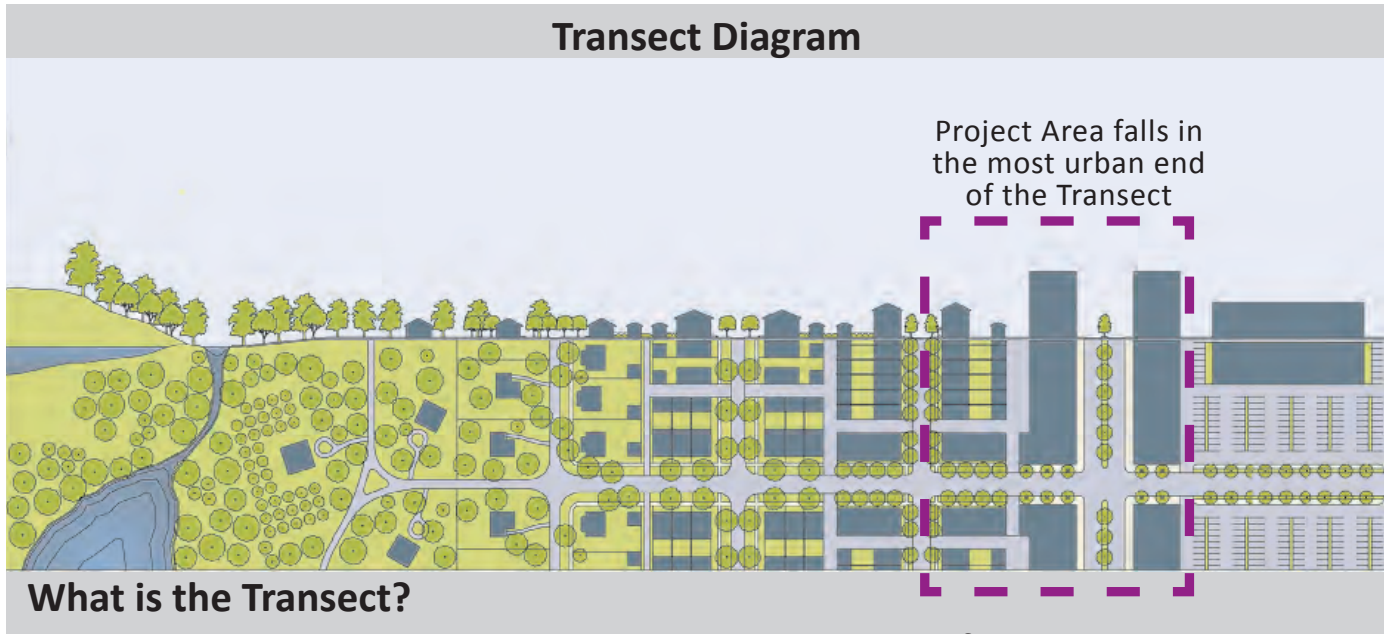 Transect Diagram
Project Area falls in
the most urban end
of the Transect
What is the Transect?